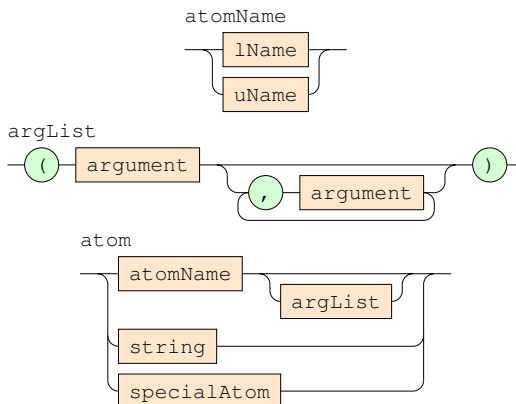 atomName
lName
uName
argList
( argument , argument )
atom
atomName
argList
string
specialAtom